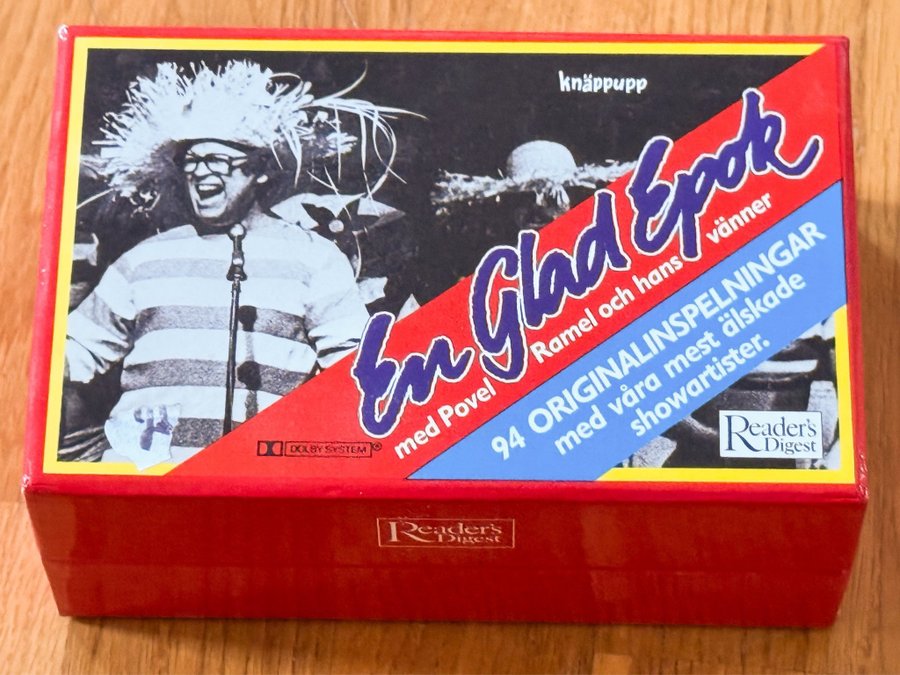 knäppupp
En Glad Epok
med Povel Ramel och hans vänner
94 ORIGINALINSPELNINGAR
med våra mest älskade
showartister.
DOLBY SYSTEM®
Reader's
Digest
Reader's
Digest